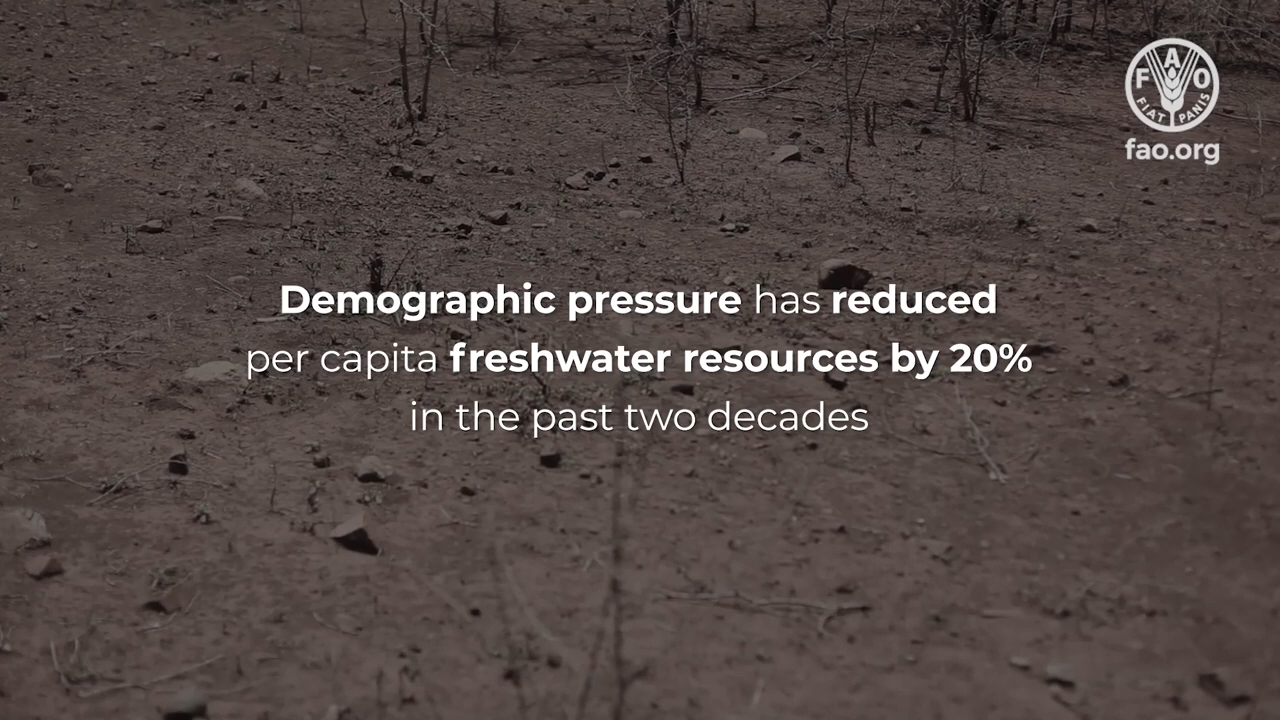 F A O
FIAT PANIS
fao.org
Demographic pressure has reduced
per capita freshwater resources by 20%
in the past two decades